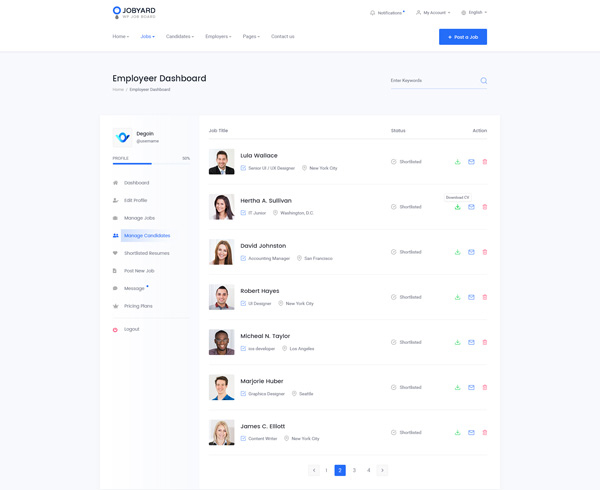 JOBYARD
WP JOB BOARD
Notifications
My Account
English
Home
Jobs
Candidates
Employers
Pages
Contact us
+ Post a Job
Employeer Dashboard
Home / Employeer Dashboard
Enter Keywords
Degoin
@username
PROFILE
50%
Dashboard
Edit Profile
Manage Jobs
Manage Candidates
Shortlisted Resumes
Post New Job
Message
Pricing Plans
Logout
Job Title
Status
Action
Lula Wallace
Senior UI / UX Designer
New York City
Shortlisted
Download CV
Hertha A. Sullivan
IT Junior
Washington, D.C.
Shortlisted
David Johnston
Accounting Manager
San Francisco
Shortlisted
Robert Hayes
UI Designer
New York City
Shortlisted
Micheal N. Taylor
ios developer
Los Angeles
Shortlisted
Marjorie Huber
Graphics Designer
Seattle
Shortlisted
James C. Elliott
Content Writer
New York City
Shortlisted
1 2 3 4